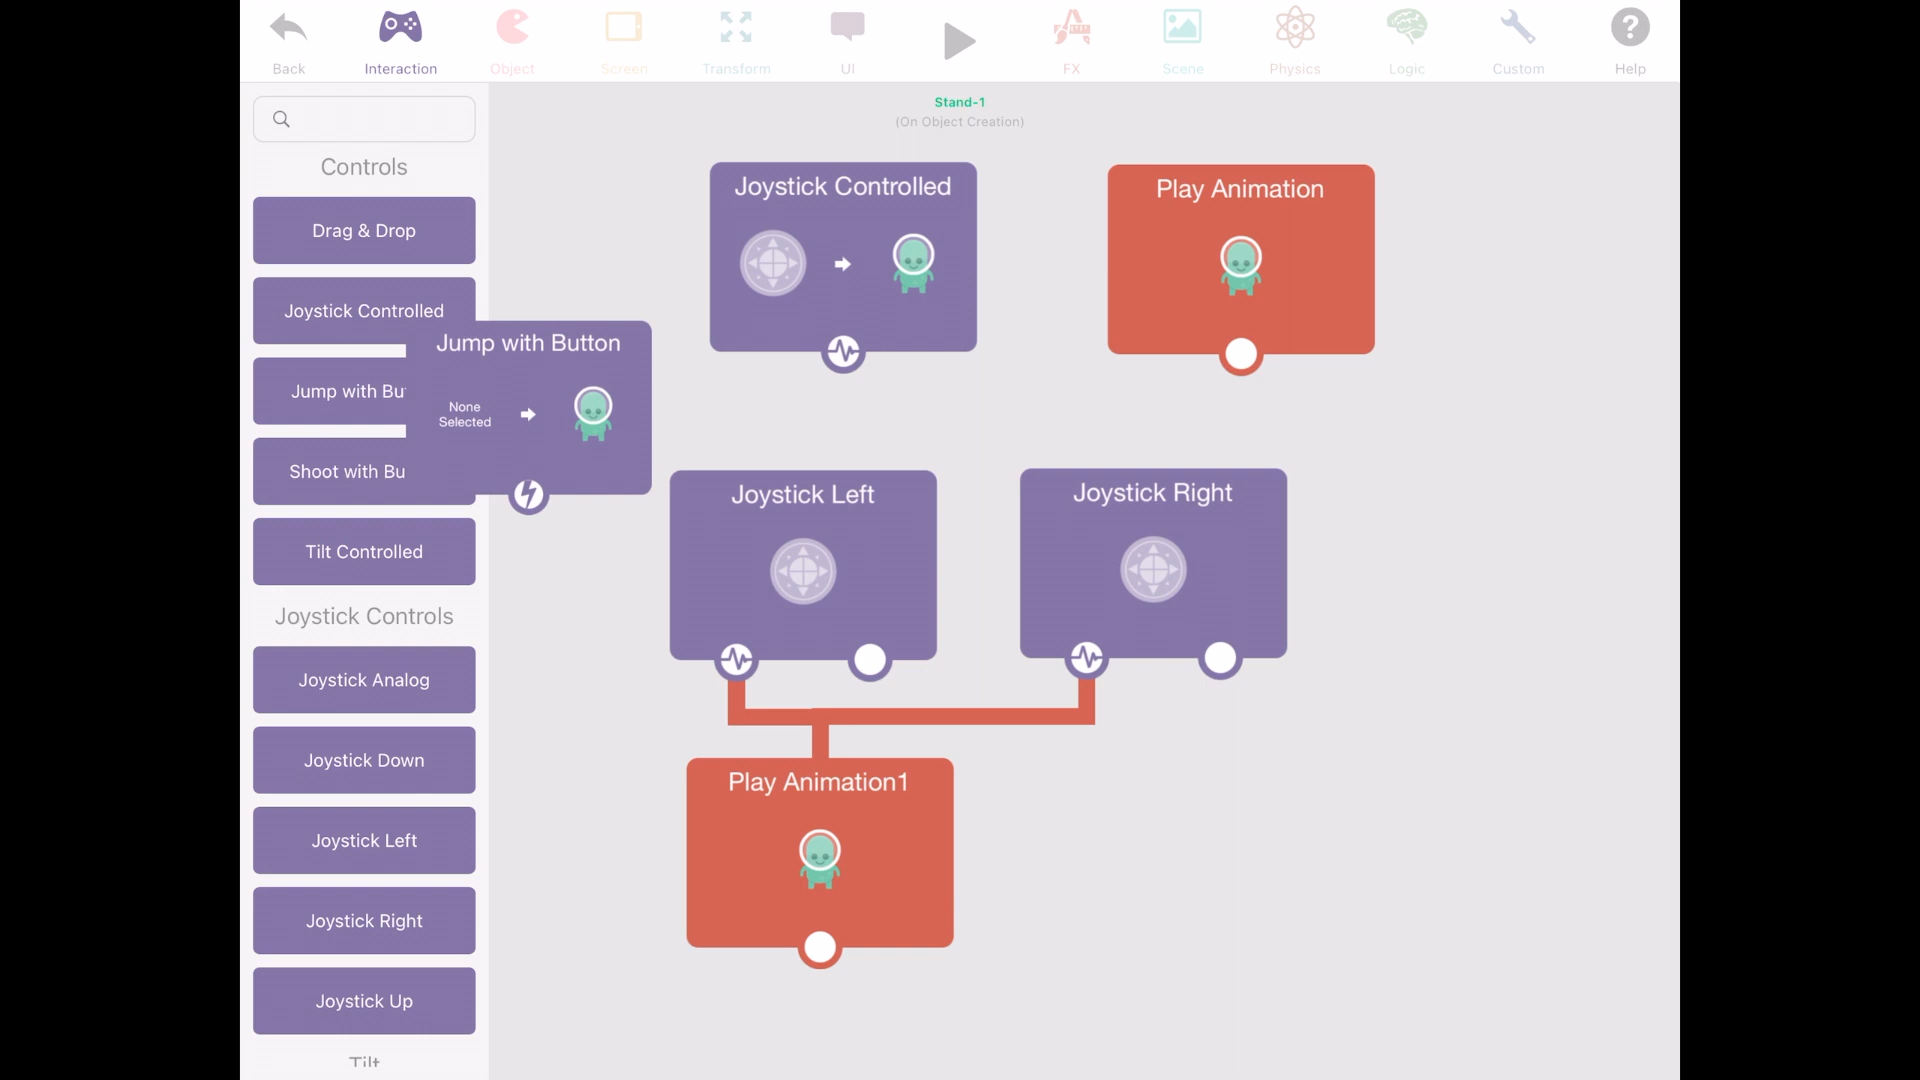 Back
Interaction
Object
Screen
Transform
UI
FX
Scene
Physics
Logic
Custom
Help
Stand-1
(On Object Creation)
Controls
Drag & Drop
Joystick Controlled
Jump with Bu
Shoot with Bu
Tilt Controlled
Joystick Controls
Joystick Analog
Joystick Down
Joystick Left
Joystick Right
Joystick Up
Tilt
Jump with Button
None
Selected
Joystick Controlled
Play Animation
Joystick Left
Joystick Right
Play Animation1